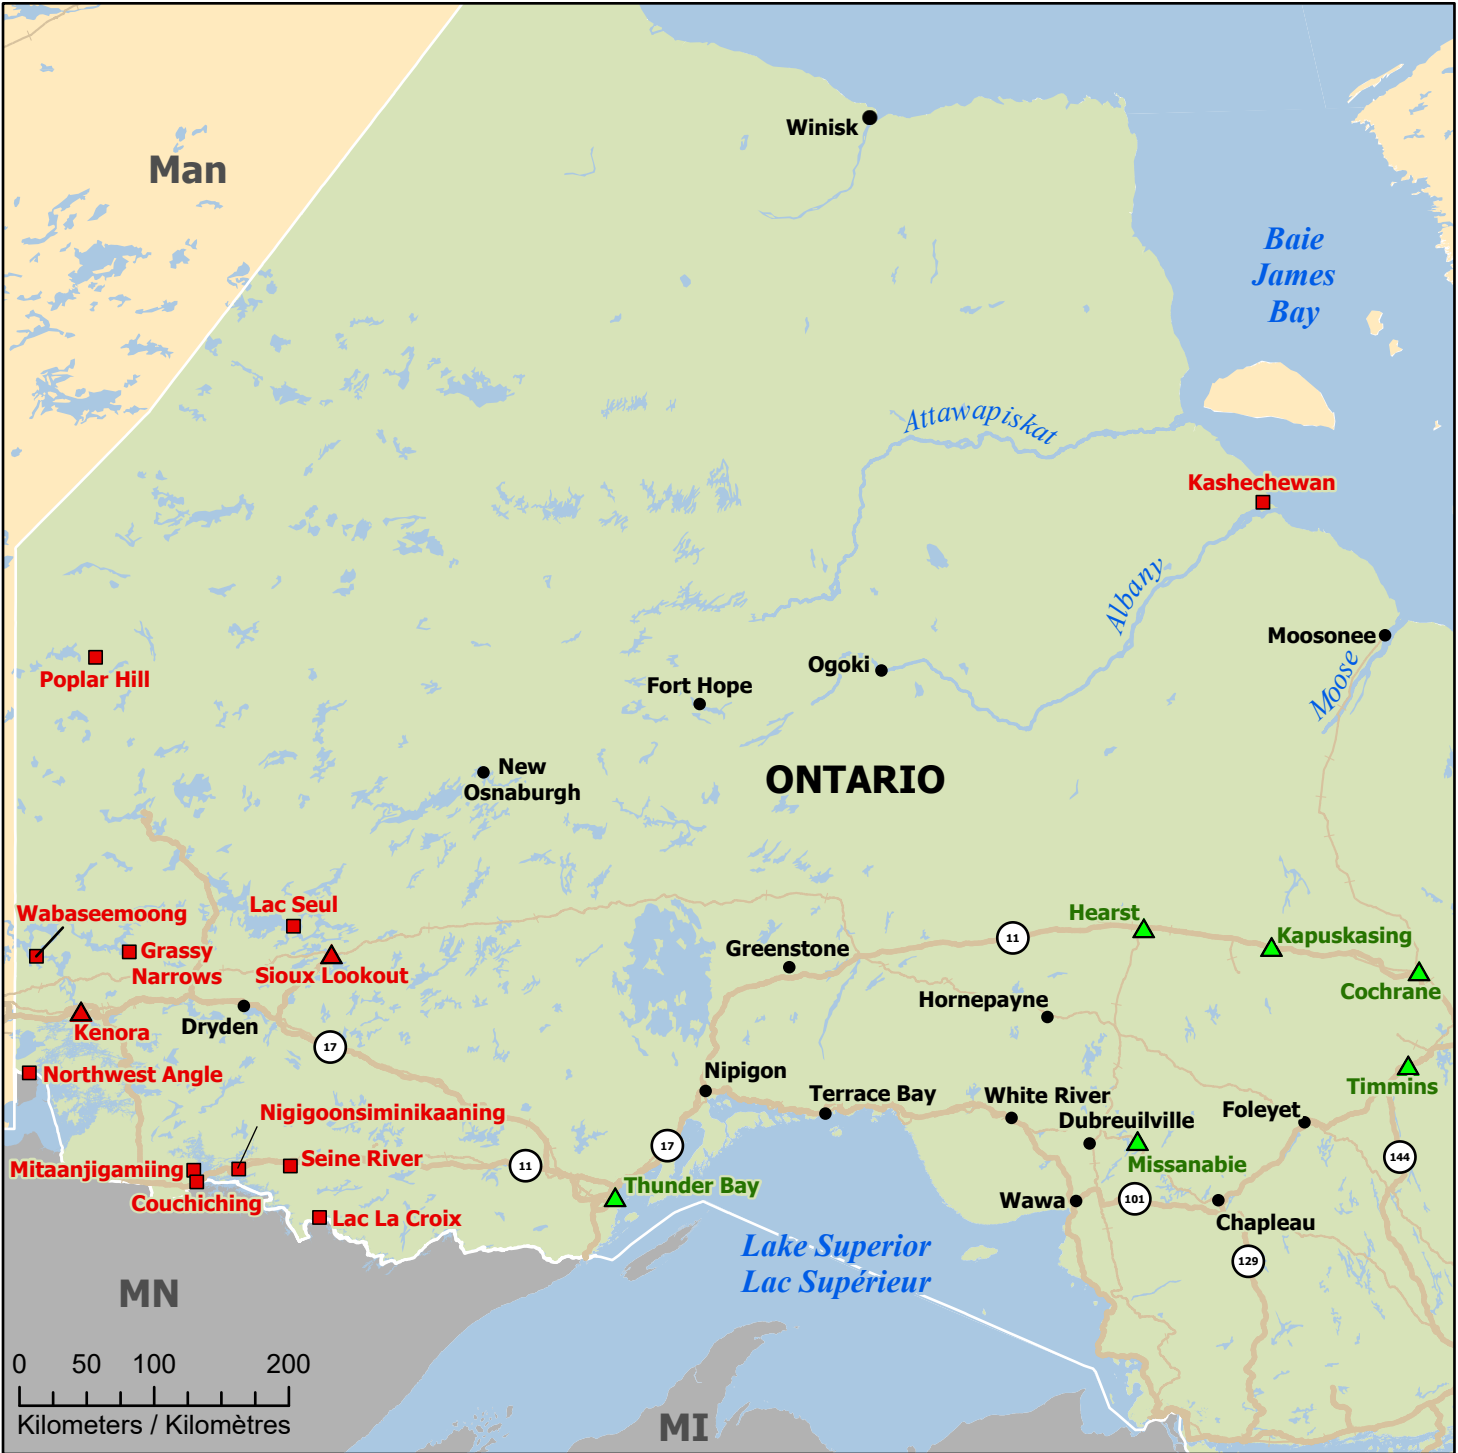 Winisk
Man
Baie
James
Bay
Attawapiskat
Kashechewan
Albany
Moosonee
Moose
Poplar Hill
Ogoki
Fort Hope
New
Osnaburgh
ONTARIO
Wabaseemoong
Lac Seul
Grassy
Narrows
Sioux Lookout
Hearst
11
Kapuskasing
Greenstone
Cochrane
Hornepayne
Kenora
Dryden
17
Northwest Angle
Nipigon
Terrace Bay
White River
Dubreuilville
Foleyet
Timmins
Nigigoonsiminikaaning
Mitaanjigamiing
Seine River
11
17
Missanabie
144
Couchiching
Thunder Bay
Wawa
101
Lac La Croix
Chapleau
Lake Superior
Lac Supérieur
129
MN
0 50 100 200
Kilometers / Kilomètres
MI